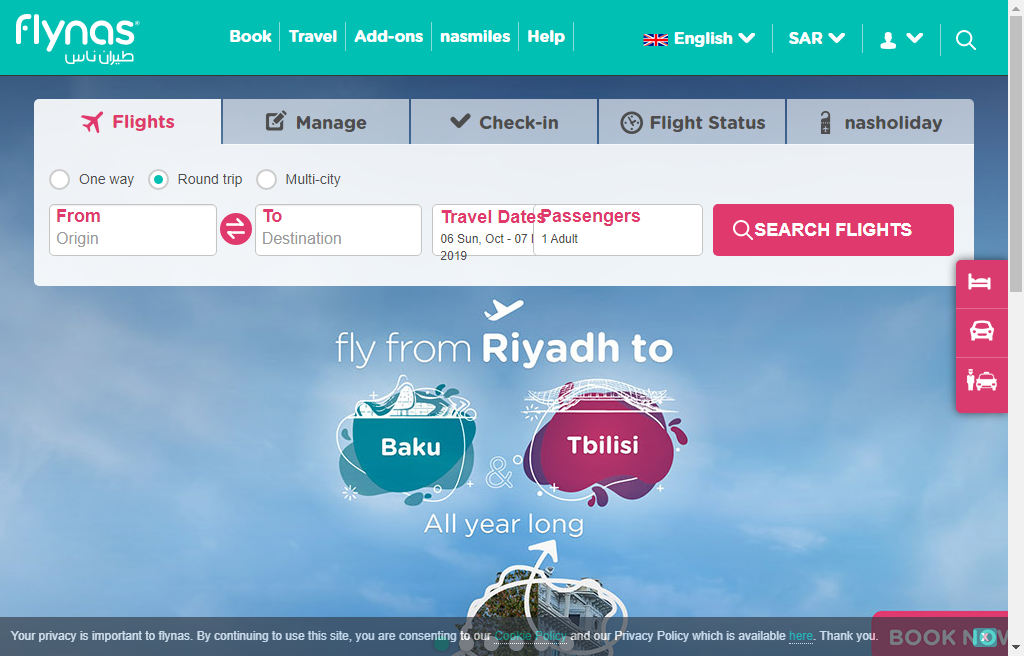 flynas
طيران ناس
Book Travel Add-ons nasmiles Help
English SAR
Flights Manage Check-in Flight Status nasholiday
One way Round trip Multi-city
From To Travel Dates Passengers
Origin Destination 06 Sun, Oct - 07 1 Adult
2019
SEARCH FLIGHTS
fly from Riyadh to
Baku & Tbilisi
All year long
Your privacy is important to flynas. By continuing to use this site, you are consenting to our Cookie Policy and our Privacy Policy which is available here. Thank you.
BOOK NOW
X